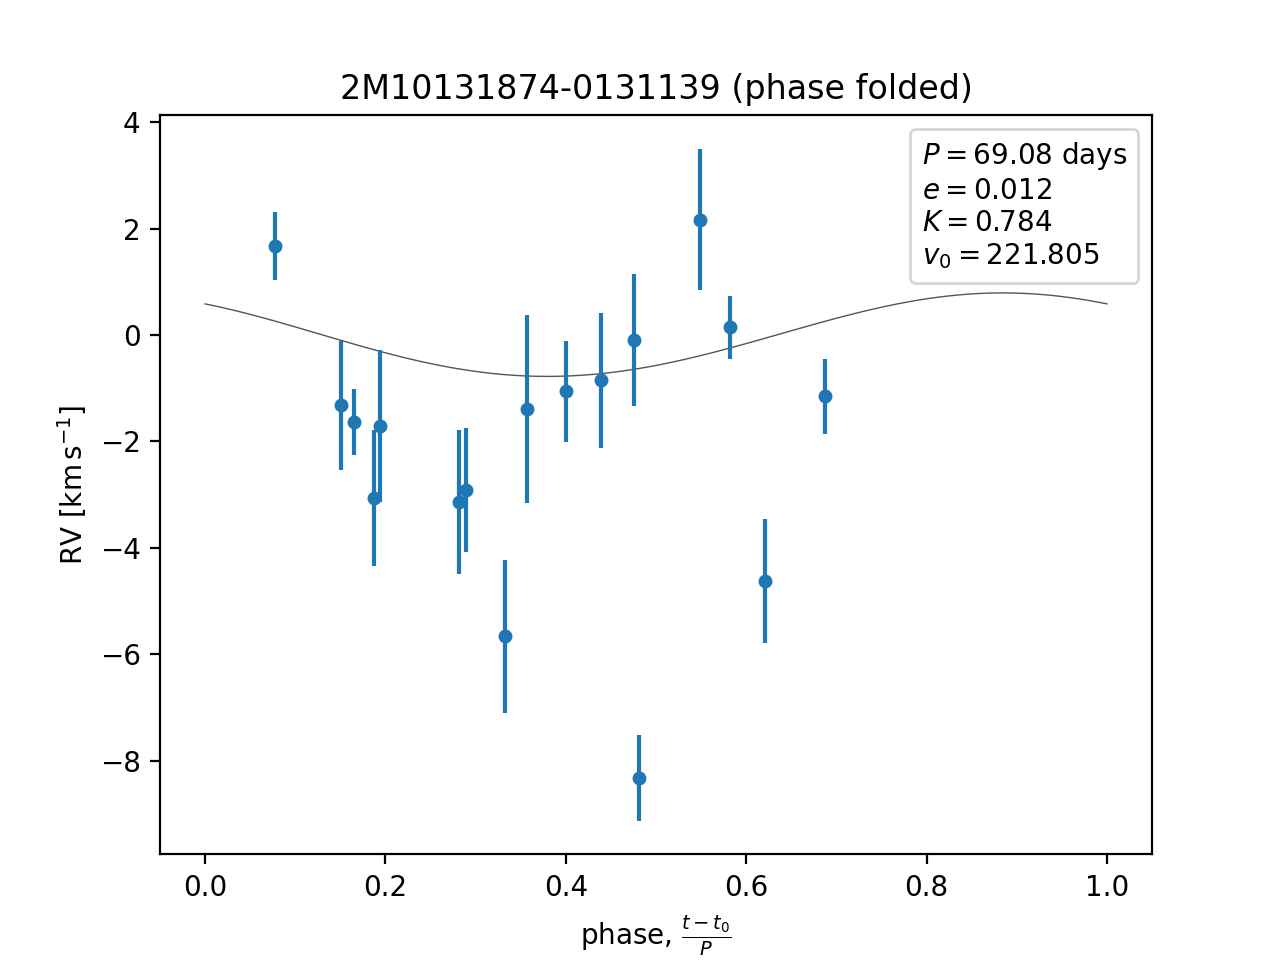 2M10131874-0131139 (phase folded)
P = 69.08 days
e = 0.012
K = 0.784
v₀ = 221.805
RV [km s⁻¹]
4
2
0
−2
−4
−6
−8
0.0 0.2 0.4 0.6 0.8 1.0
phase, (t − t₀)/P